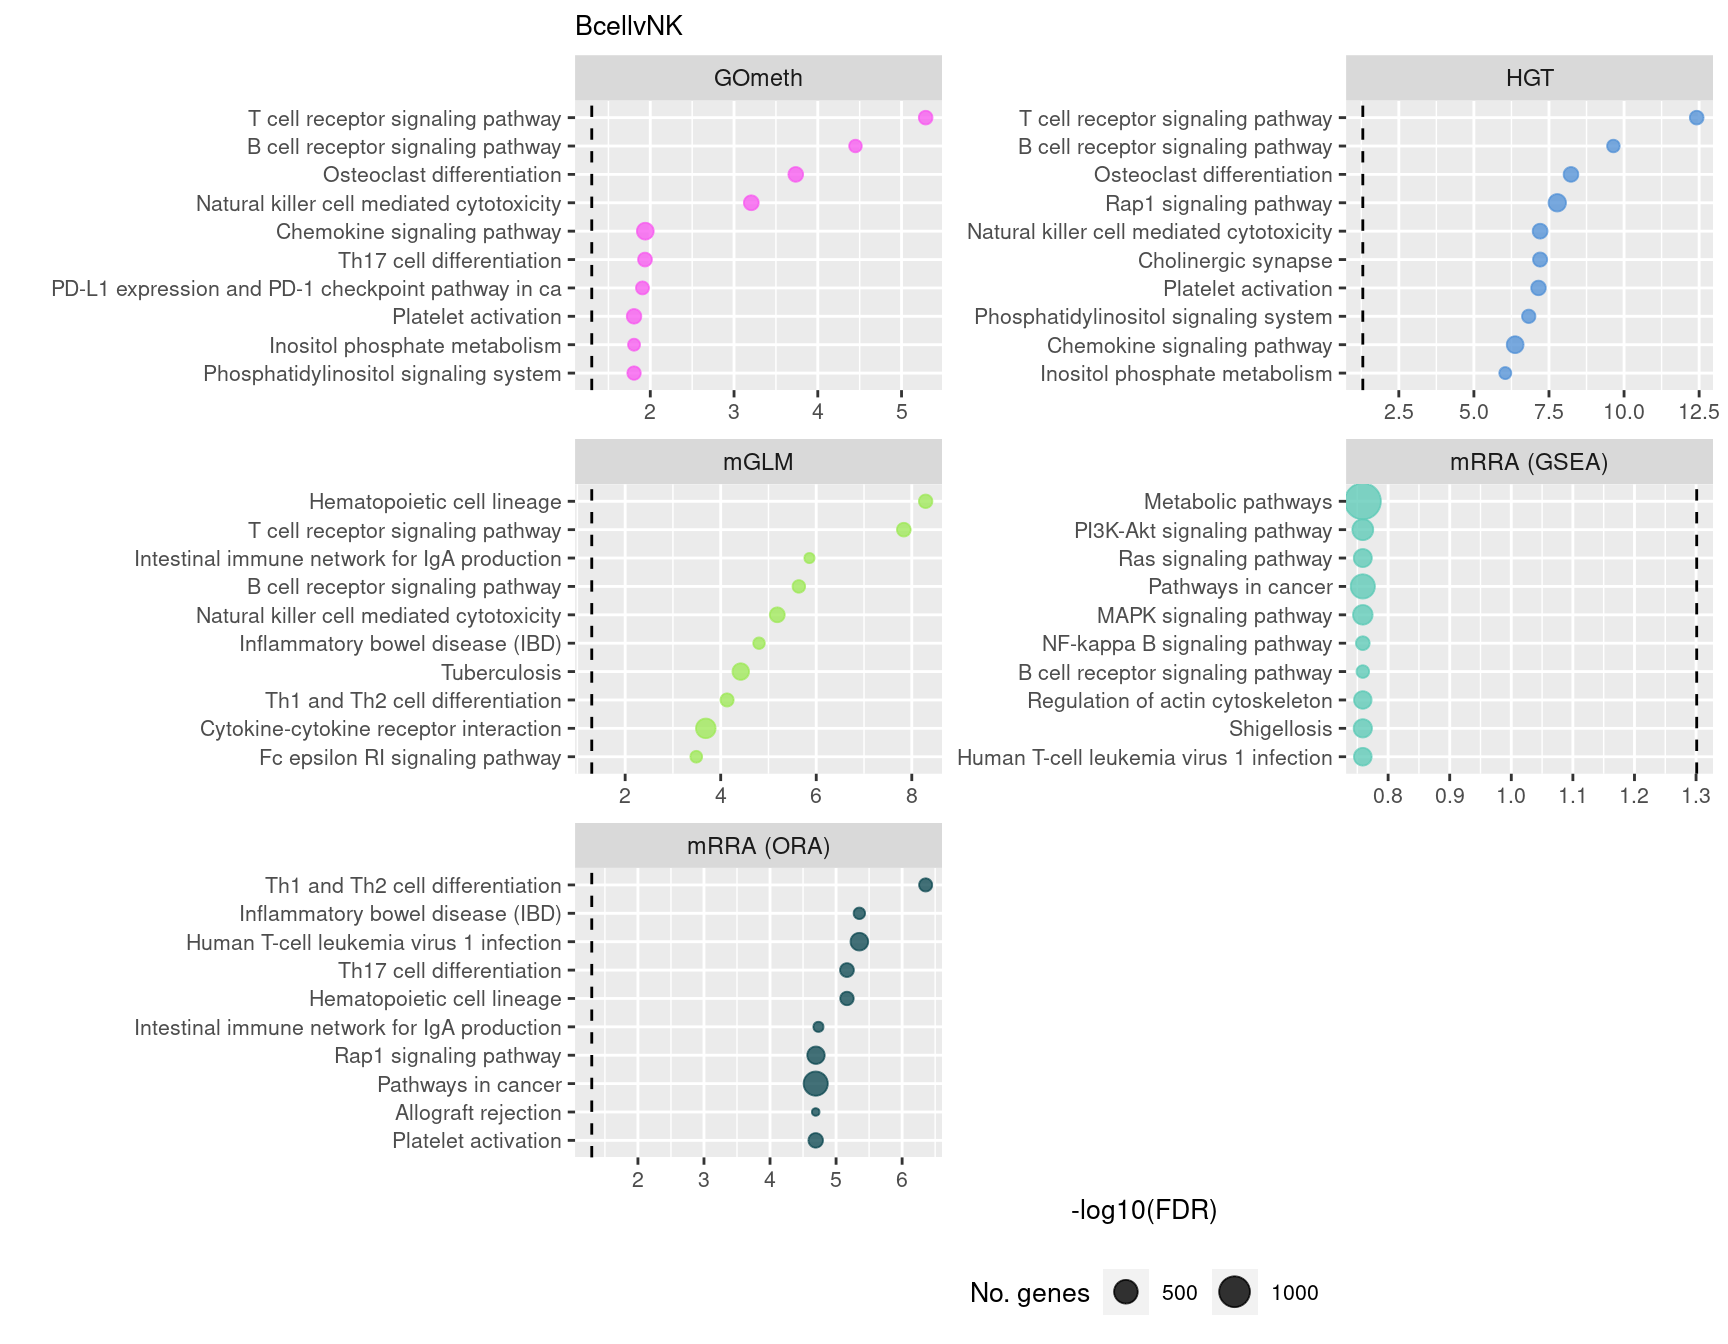 BcellvNK
GOmeth
T cell receptor signaling pathway
B cell receptor signaling pathway
Osteoclast differentiation
Natural killer cell mediated cytotoxicity
Chemokine signaling pathway
Th17 cell differentiation
PD-L1 expression and PD-1 checkpoint pathway in ca
Platelet activation
Inositol phosphate metabolism
Phosphatidylinositol signaling system
2 3 4 5
HGT
T cell receptor signaling pathway
B cell receptor signaling pathway
Osteoclast differentiation
Rap1 signaling pathway
Natural killer cell mediated cytotoxicity
Cholinergic synapse
Platelet activation
Phosphatidylinositol signaling system
Chemokine signaling pathway
Inositol phosphate metabolism
2.5 5.0 7.5 10.0 12.5
mGLM
Hematopoietic cell lineage
T cell receptor signaling pathway
Intestinal immune network for IgA production
B cell receptor signaling pathway
Natural killer cell mediated cytotoxicity
Inflammatory bowel disease (IBD)
Tuberculosis
Th1 and Th2 cell differentiation
Cytokine-cytokine receptor interaction
Fc epsilon RI signaling pathway
2 4 6 8
mRRA (GSEA)
Metabolic pathways
PI3K-Akt signaling pathway
Ras signaling pathway
Pathways in cancer
MAPK signaling pathway
NF-kappa B signaling pathway
B cell receptor signaling pathway
Regulation of actin cytoskeleton
Shigellosis
Human T-cell leukemia virus 1 infection
0.8 0.9 1.0 1.1 1.2 1.3
mRRA (ORA)
Th1 and Th2 cell differentiation
Inflammatory bowel disease (IBD)
Human T-cell leukemia virus 1 infection
Th17 cell differentiation
Hematopoietic cell lineage
Intestinal immune network for IgA production
Rap1 signaling pathway
Pathways in cancer
Allograft rejection
Platelet activation
2 3 4 5 6
-log10(FDR)
No. genes 500 1000